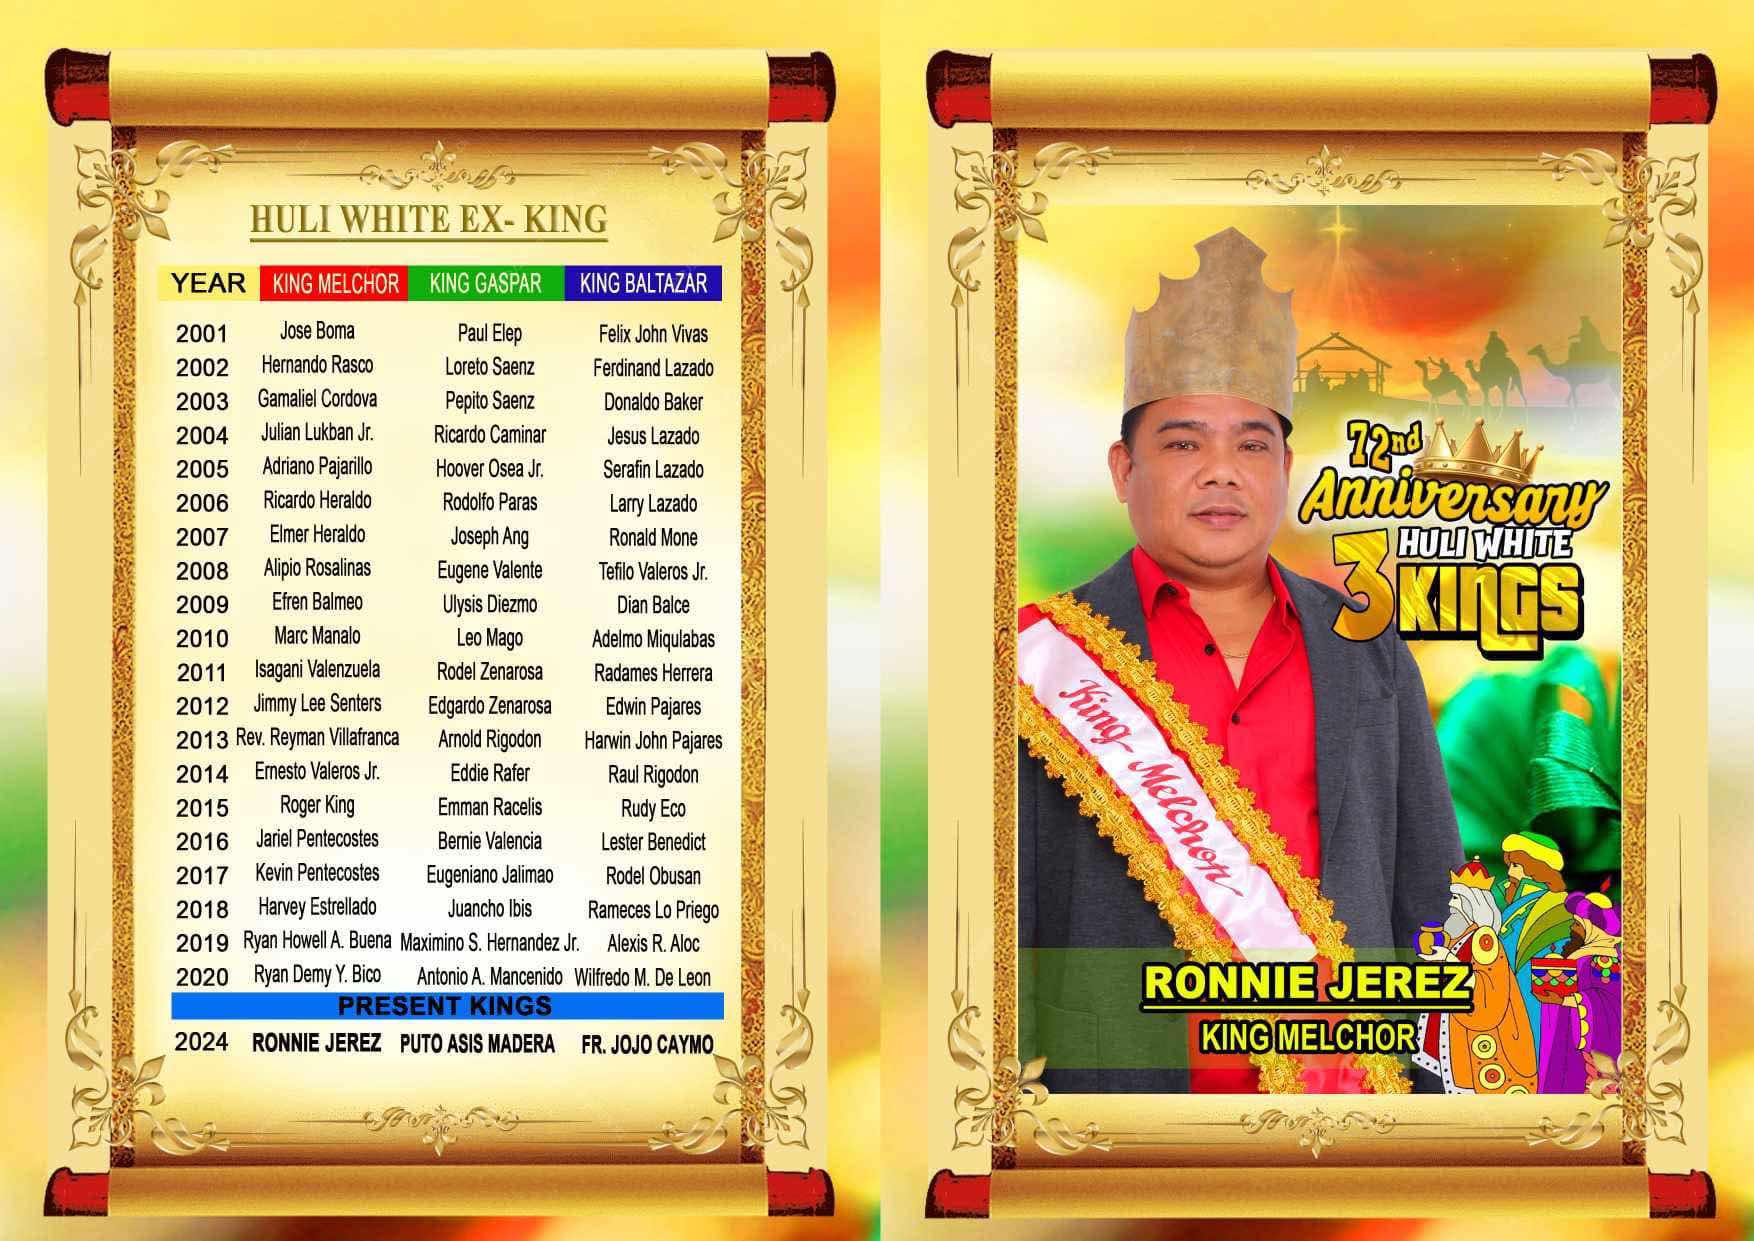 HULI WHITE EX- KING
YEAR KING MELCHOR KING GASPAR KING BALTAZAR
2001 Jose Boma Paul Elep Felix John Vivas
2002 Hernando Rasco Loreto Saenz Ferdinand Lazado
2003 Gamaliel Cordova Pepito Saenz Donaldo Baker
2004 Julian Lukban Jr. Ricardo Caminar Jesus Lazado
2005 Adriano Pajarillo Hoover Osea Jr. Serafin Lazado
2006 Ricardo Heraldo Rodolfo Paras Larry Lazado
2007 Elmer Heraldo Joseph Ang Ronald Mone
2008 Alipio Rosalinas Eugene Valente Tefilo Valeros Jr.
2009 Efren Balmeo Ulysis Diezmo Dian Balce
2010 Marc Manalo Leo Mago Adelmo Miqulabas
2011 Isagani Valenzuela Rodel Zenarosa Radames Herrera
2012 Jimmy Lee Senters Edgardo Zenarosa Edwin Pajares
2013 Rev. Reyman Villafranca Arnold Rigodon Harwin John Pajares
2014 Ernesto Valeros Jr. Eddie Rafer Raul Rigodon
2015 Roger King Emman Racelis Rudy Eco
2016 Jariel Pentecostes Bernie Valencia Lester Benedict
2017 Kevin Pentecostes Eugeniano Jalimao Rodel Obusan
2018 Harvey Estrellado Juancho Ibis Rameces Lo Priego
2019 Ryan Howell A. Buena Maximino S. Hernandez Jr. Alexis R. Aloc
2020 Ryan Demy Y. Bico Antonio A. Mancenido Wilfredo M. De Leon
PRESENT KINGS
2024 RONNIE JEREZ PUTO ASIS MADERA FR. JOJO CAYMO
72nd
Anniversary
HULI WHITE
3 KINGS
King Melchor
RONNIE JEREZ
KING MELCHOR